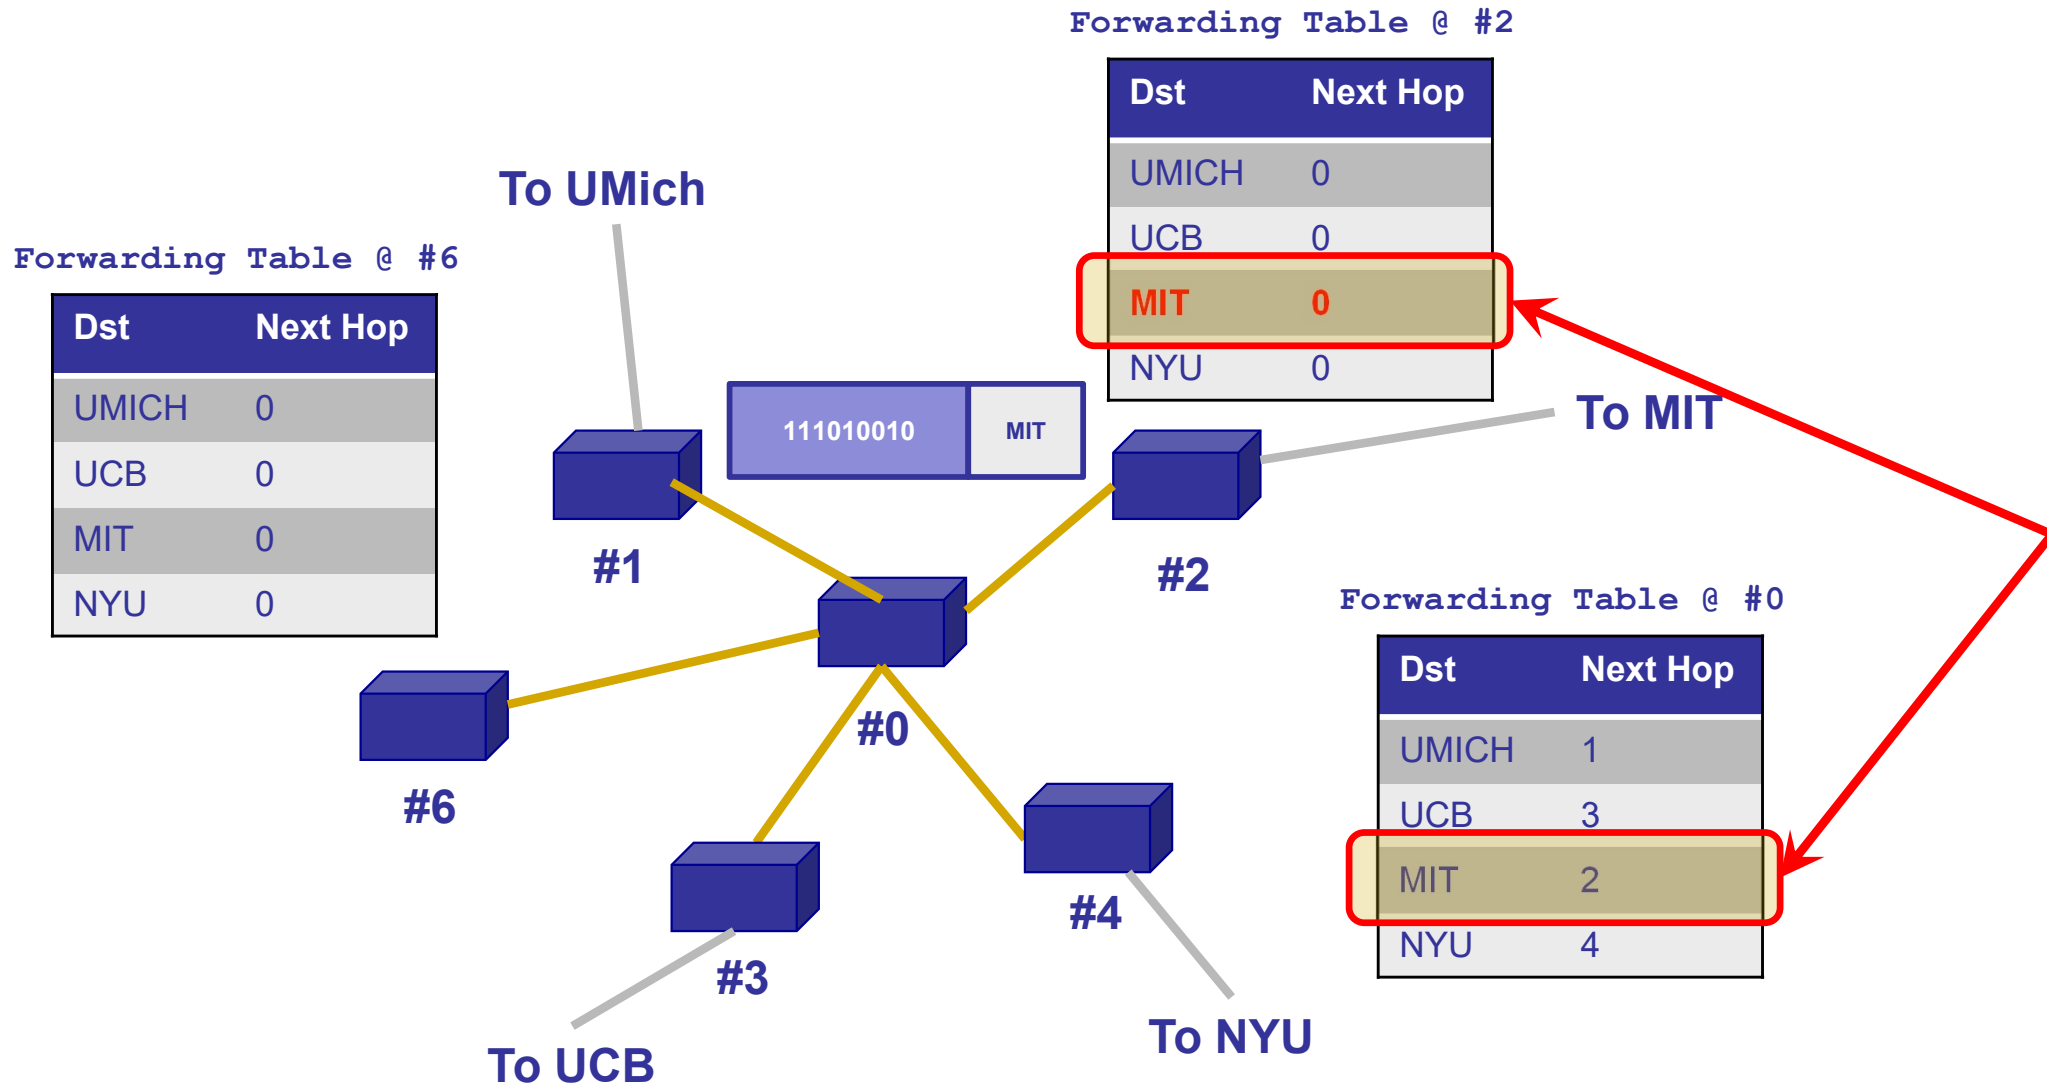 Forwarding Table @ #2
Dst Next Hop
UMICH 0
UCB 0
MIT 0
NYU 0
To UMich
Forwarding Table @ #6
Dst Next Hop
UMICH 0
UCB 0
MIT 0
NYU 0
111010010 MIT
To MIT
#1
#2
#0
#6
#3
#4
To UCB
To NYU
Forwarding Table @ #0
Dst Next Hop
UMICH 1
UCB 3
MIT 2
NYU 4